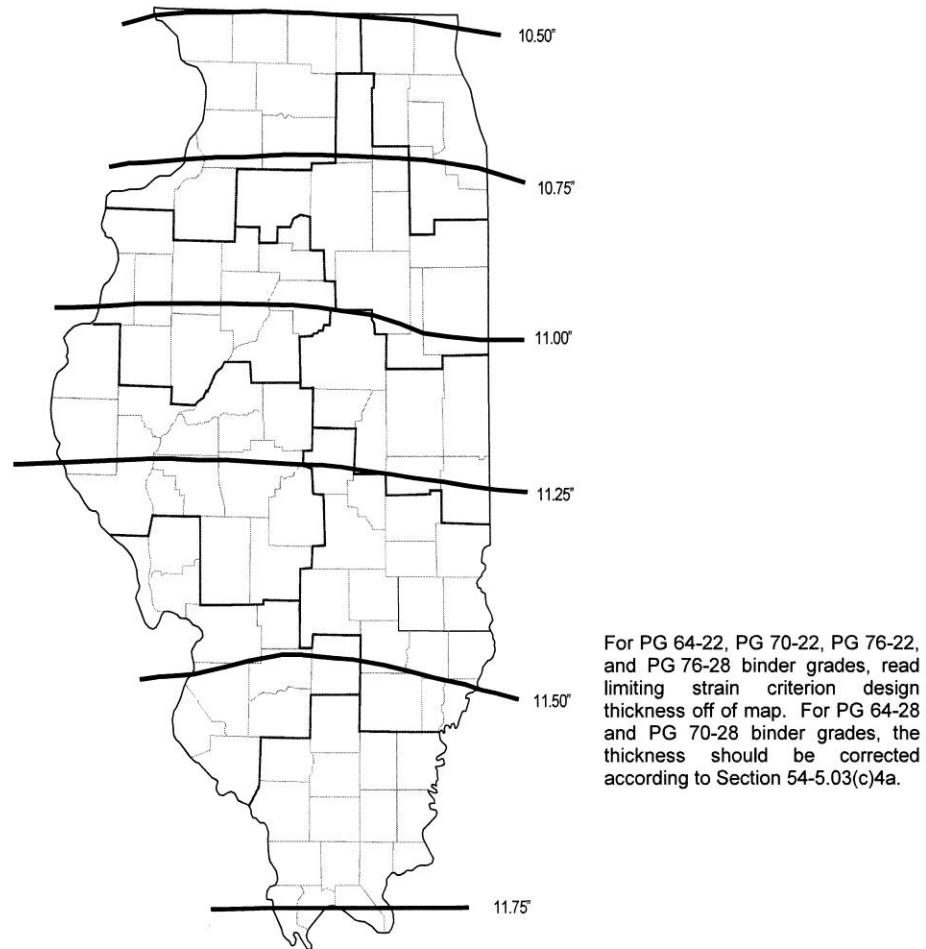 10.50"
10.75"
11.00"
11.25"
For PG 64-22, PG 70-22, PG 76-22,
and PG 76-28 binder grades, read
limiting strain criterion design
thickness off of map. For PG 64-28
and PG 70-28 binder grades, the
thickness should be corrected
according to Section 54-5.03(c)4a.
11.50"
11.75"